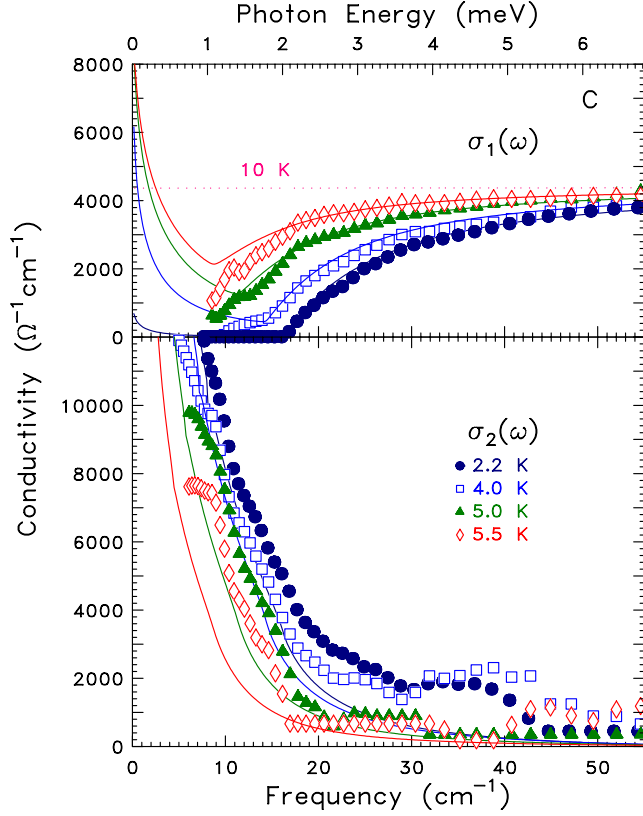 Photon Energy (meV)
0 1 2 3 4 5 6
8000
C
σ₁(ω)
6000
10 K
4000
2000
0
Conductivity (Ω⁻¹cm⁻¹)
10000
σ₂(ω)
8000
2.2 K
4.0 K
5.0 K
5.5 K
6000
4000
2000
0
0 10 20 30 40 50
Frequency (cm⁻¹)